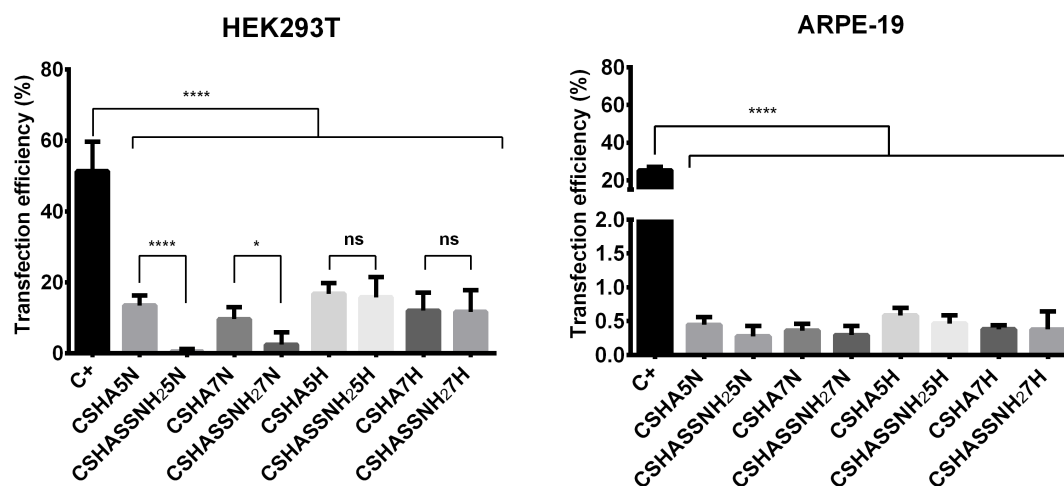 HEK293T
Transfection efficiency (%)
80
60
40
20
0
****
****
*
ns
ns
C+
CSHA5N
CSHASSNH₂5N
CSHA7N
CSHASSNH₂7N
CSHA5H
CSHASSNH₂5H
CSHA7H
CSHASSNH₂7H
ARPE-19
Transfection efficiency (%)
80
60
40
20
2.0
1.5
1.0
0.5
0.0
****
C+
CSHA5N
CSHASSNH₂5N
CSHA7N
CSHASSNH₂7N
CSHA5H
CSHASSNH₂5H
CSHA7H
CSHASSNH₂7H